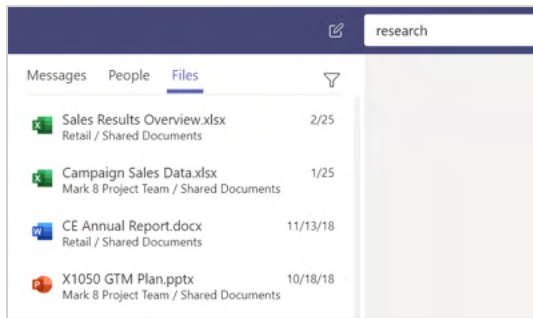 research
Messages People Files
Sales Results Overview.xlsx 2/25
Retail / Shared Documents
Campaign Sales Data.xlsx 1/25
Mark 8 Project Team / Shared Documents
CE Annual Report.docx 11/13/18
Retail / Shared Documents
X1050 GTM Plan.pptx 10/18/18
Mark 8 Project Team / Shared Documents